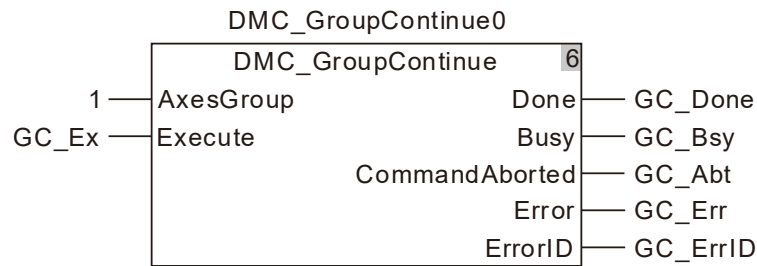 DMC_GroupContinue0
DMC_GroupContinue 6
1 AxesGroup Done GC_Done
GC_Ex Execute Busy GC_Bsy
CommandAborted GC_Abt
Error GC_Err
ErrorID GC_ErrID